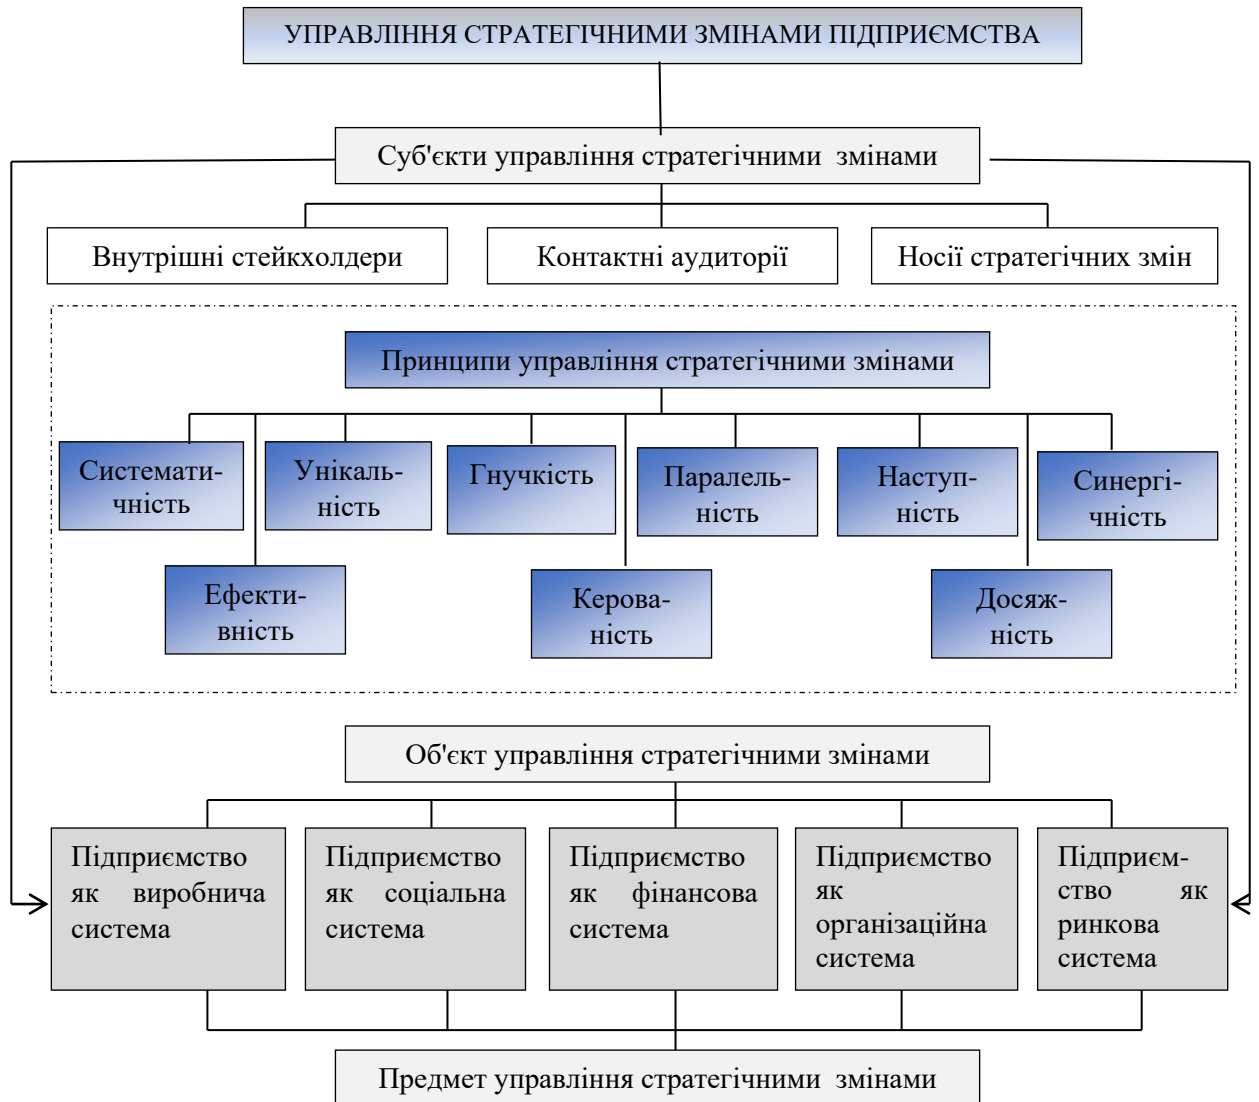 УПРАВЛІННЯ СТРАТЕГІЧНИМИ ЗМІНАМИ ПІДПРИЄМСТВА
Суб'єкти управління стратегічними змінами
Внутрішні стейкхолдери
Контактні аудиторії
Носії стратегічних змін
Принципи управління стратегічними змінами
Системати-
чність
Унікаль-
ність
Гнучкість
Паралель-
ність
Наступ-
ність
Синергі-
чність
Ефекти-
вність
Керова-
ність
Досяж-
ність
Об'єкт управління стратегічними змінами
Підприємство
як виробнича
система
Підприємство
як соціальна
система
Підприємство
як фінансова
система
Підприємство
як
організаційна
система
Підприєм-
ство як
ринкова
система
Предмет управління стратегічними змінами